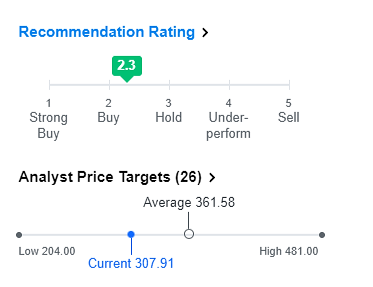 Recommendation Rating >
2.3
1 2 3 4 5
Strong Buy Hold Under- Sell
Buy perform
Analyst Price Targets (26) >
Average 361.58
Low 204.00 High 481.00
Current 307.91